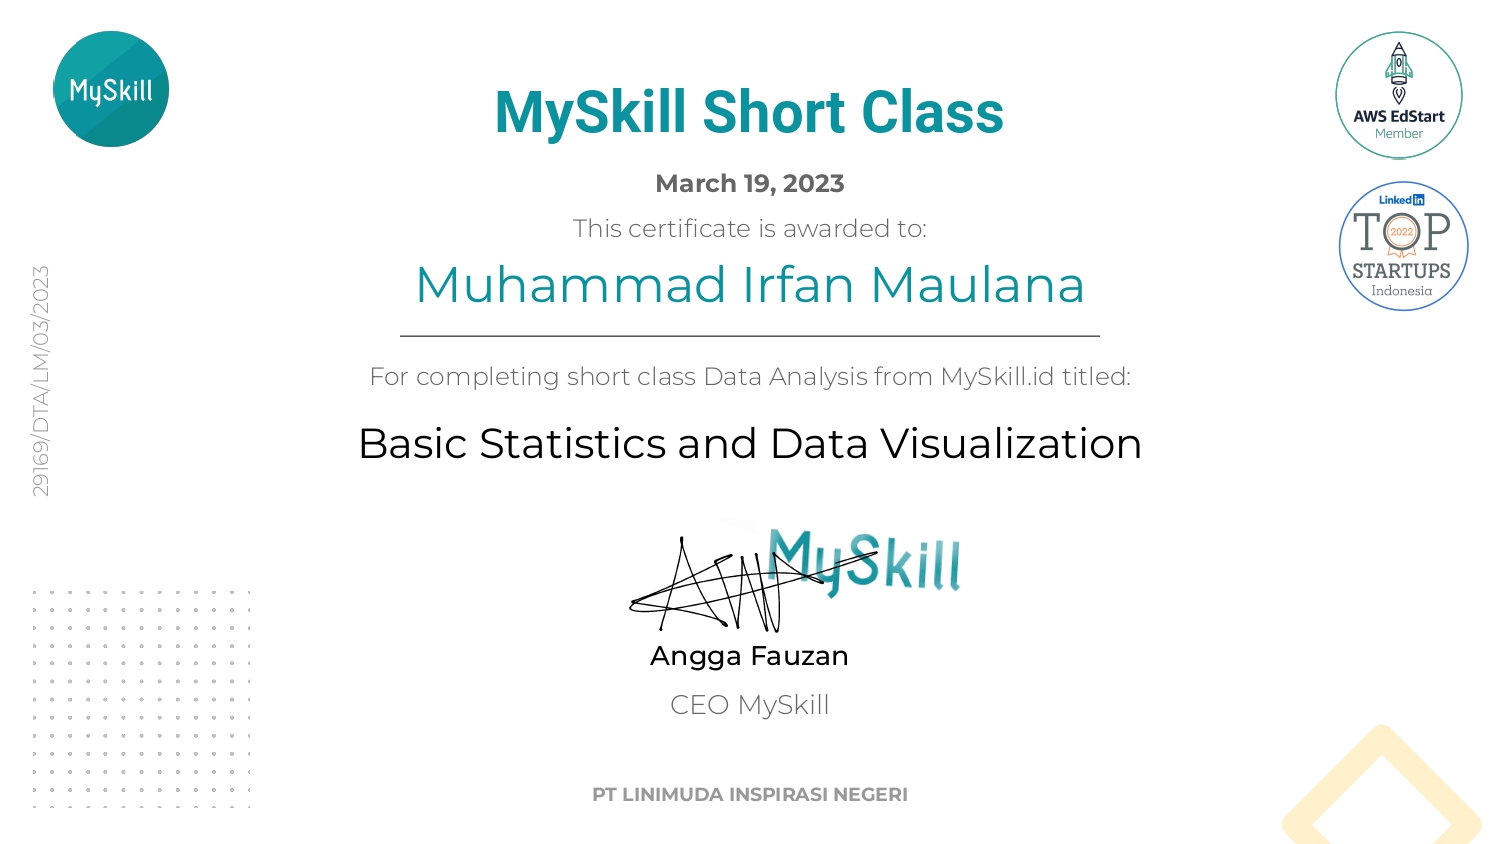 MySkill
MySkill Short Class
March 19, 2023
This certificate is awarded to:
Muhammad Irfan Maulana
For completing short class Data Analysis from MySkill.id titled:
Basic Statistics and Data Visualization
MySkill
Angga Fauzan
CEO MySkill
PT LINIMUDA INSPIRASI NEGERI
29169/DTA/LM/03/2023
AWS EdStart
Member
Linked in
TOP
2022
STARTUPS
Indonesia